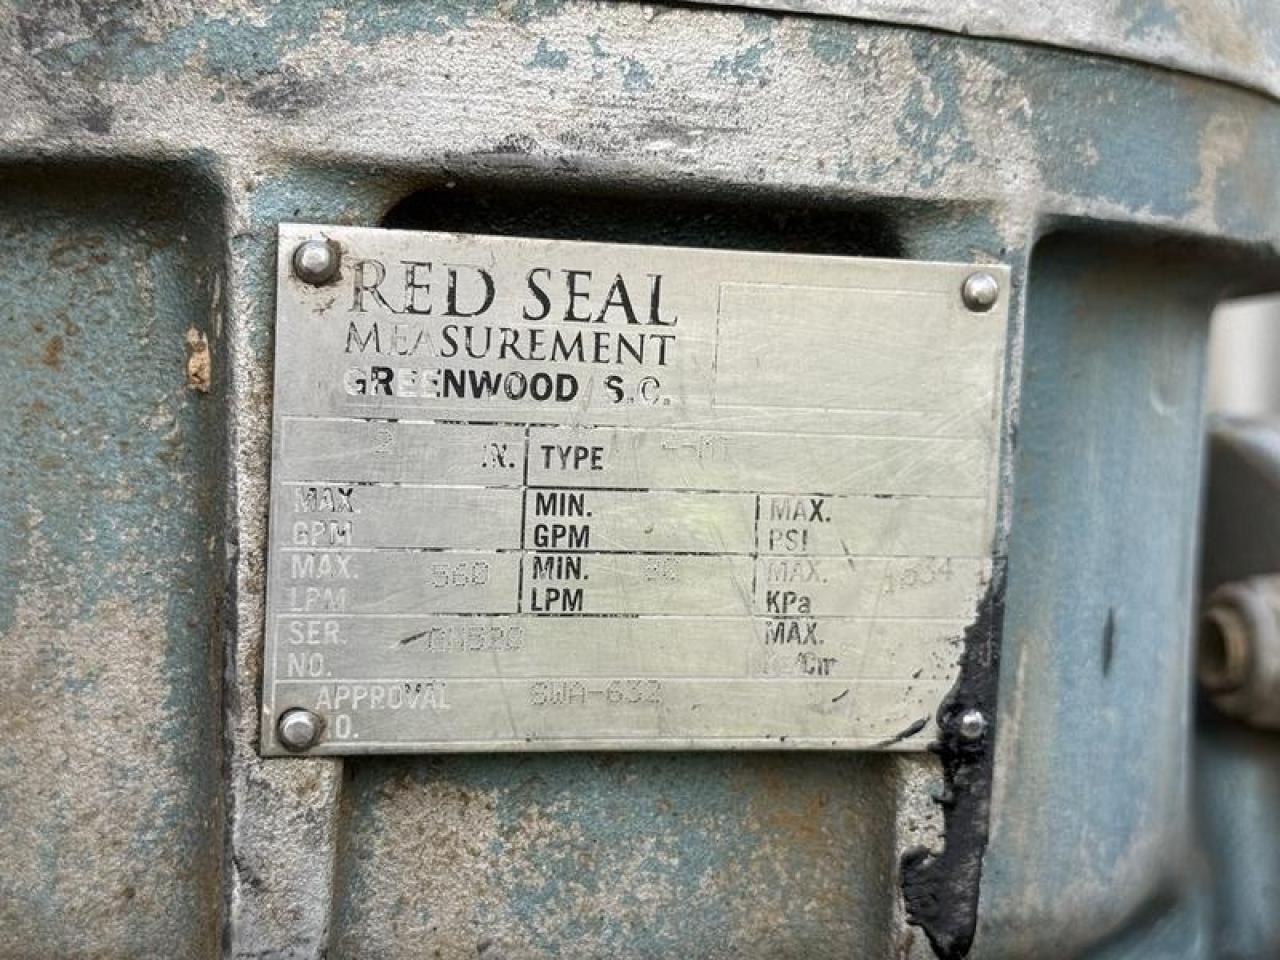 RED SEAL
MEASUREMENT
GREENWOOD, S.C.
2 IN. TYPE
MAX. GPM MIN. GPM MAX. PSI
MAX. LPM 560 MIN. LPM MAX. KPa
SER NO. MAX.
APPROVAL NO. SWA-632